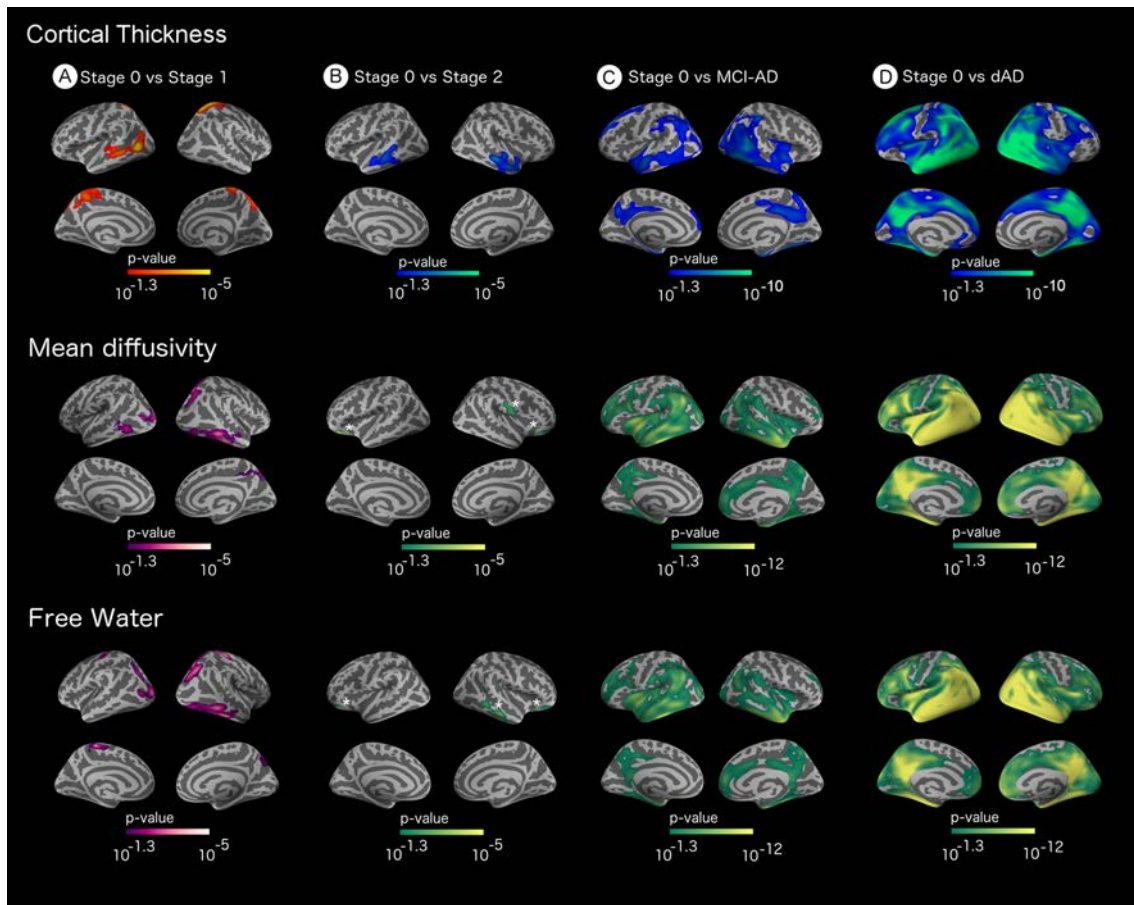 Cortical Thickness
A Stage 0 vs Stage 1
B Stage 0 vs Stage 2
C Stage 0 vs MCI-AD
D Stage 0 vs dAD
p-value
10^-1.3 10^-5
p-value
10^-1.3 10^-5
p-value
10^-1.3 10^-10
p-value
10^-1.3 10^-10
Mean diffusivity
*
*
*
p-value
10^-1.3 10^-5
p-value
10^-1.3 10^-5
p-value
10^-1.3 10^-12
p-value
10^-1.3 10^-12
Free Water
*
*
*
p-value
10^-1.3 10^-5
p-value
10^-1.3 10^-5
p-value
10^-1.3 10^-12
p-value
10^-1.3 10^-12